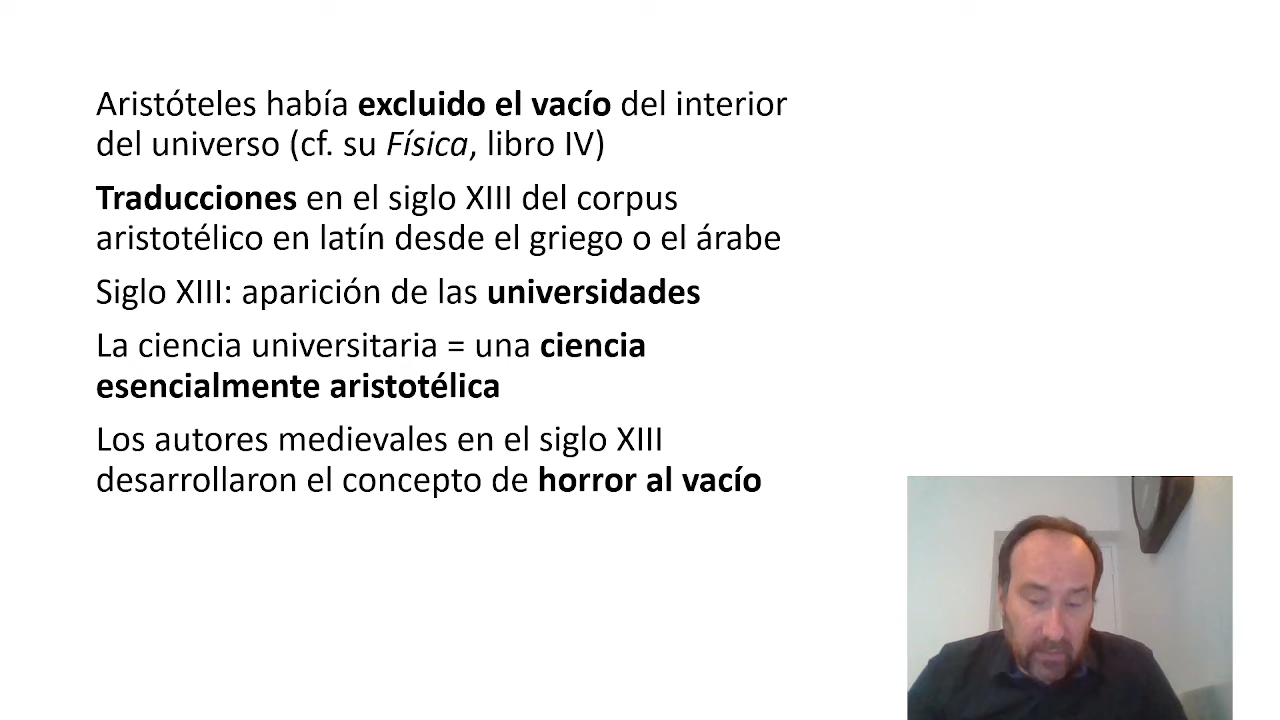 Aristóteles había excluido el vacío del interior
del universo (cf. su Física, libro IV)
Traducciones en el siglo XIII del corpus
aristotélico en latín desde el griego o el árabe
Siglo XIII: aparición de las universidades
La ciencia universitaria = una ciencia
esencialmente aristotélica
Los autores medievales en el siglo XIII
desarrollaron el concepto de horror al vacío